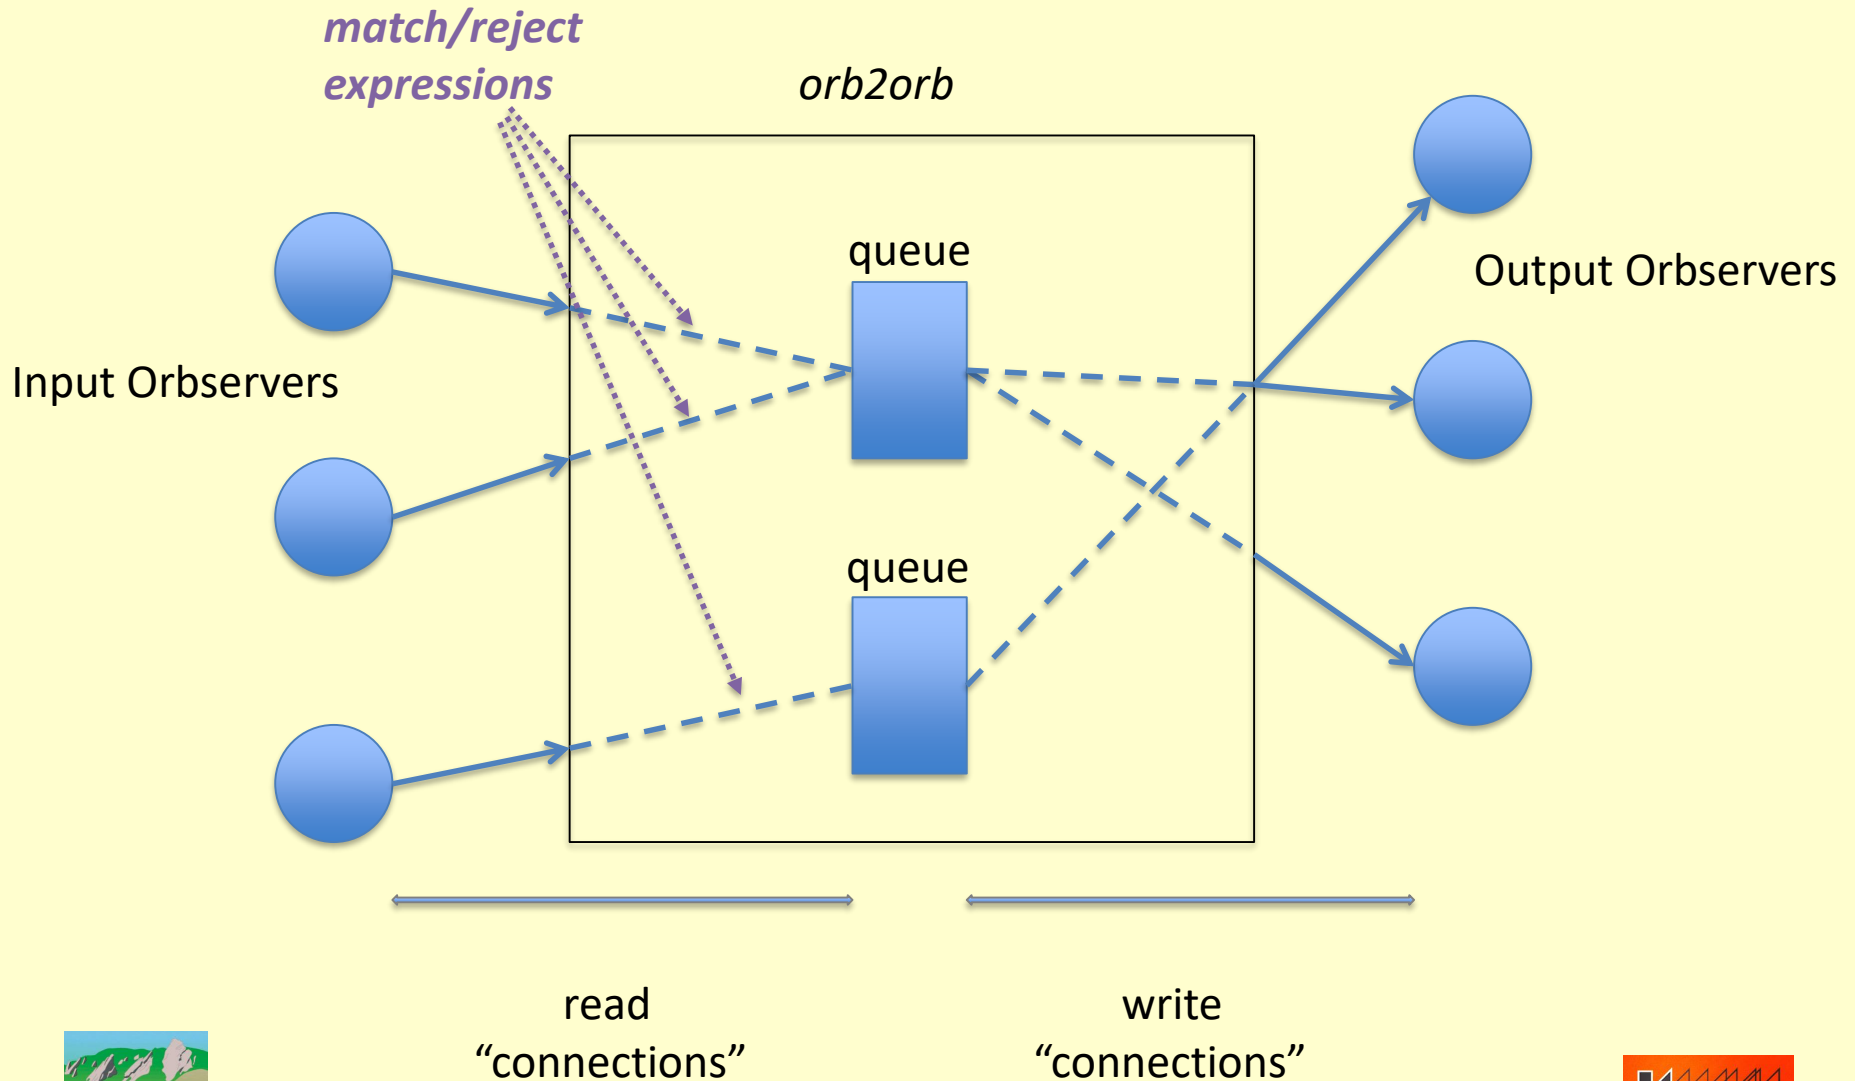 match/reject
expressions
orb2orb
queue
Output Orbservers
Input Orbservers
queue
read
“connections”
write
“connections”